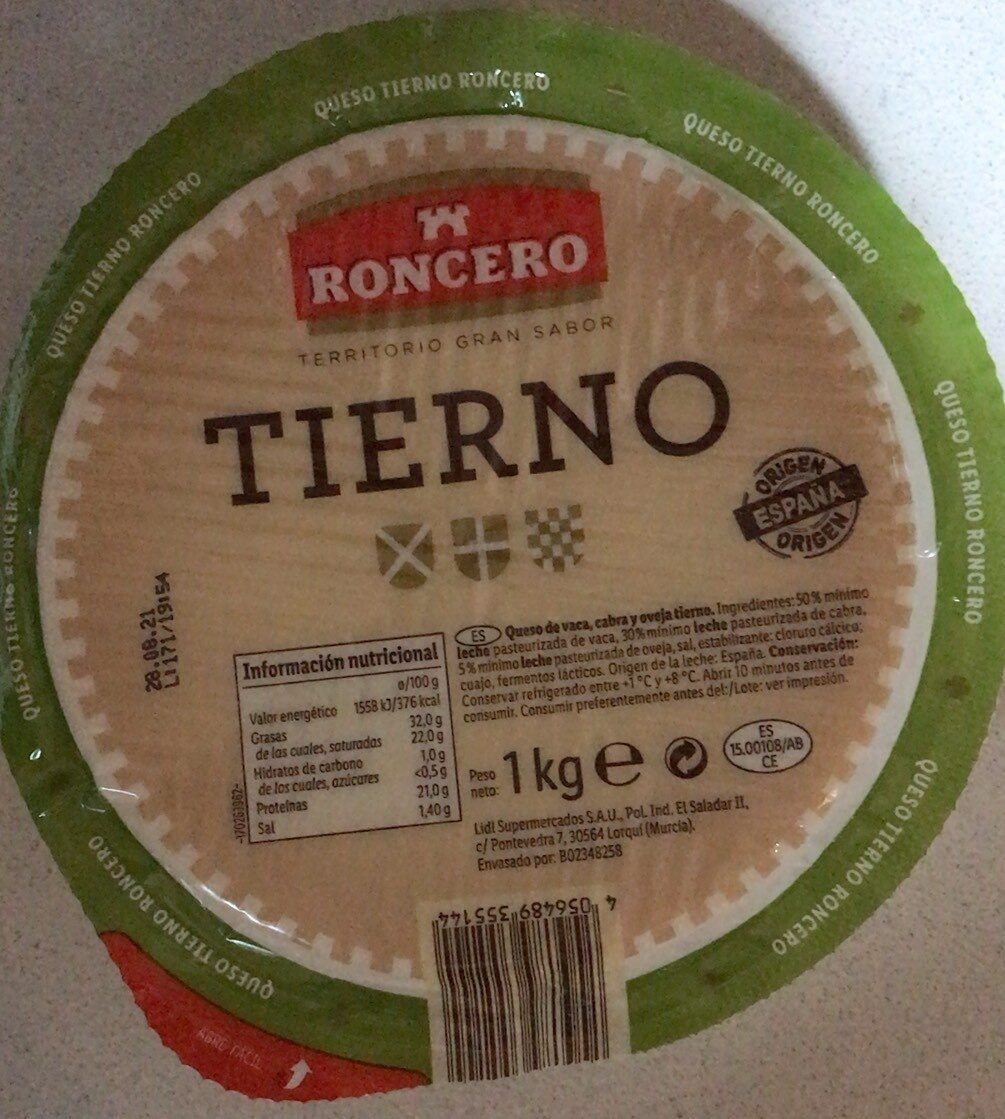 QUESO TIERNO RONCERO
QUESO TIERNO RONCERO
QUESO TIERNO RONCERO
QUESO TIERNO RONCERO
QUESO TIERNO RONCERO
QUESO TIERNO RONCERO
QUESO TIERNO RONCERO
RONCERO
TERRITORIO GRAN SABOR
TIERNO
ORIGEN
ESPAÑA
ORIGEN
28.08.21
L1171/19:54
Información nutricional
ø/100 g
Valor energético 1558 kJ/376 kcal
Grasas 32,0 g
de las cuales, saturadas 22,0 g
Hidratos de carbono 1,0 g
de los cuales, azúcares <0,5 g
Proteínas 21,0 g
Sal 1,40 g
ES Queso de vaca, cabra y oveja tierno. Ingredientes: 50% mínimo
leche pasteurizada de vaca, 30% mínimo leche pasteurizada de cabra,
5% mínimo leche pasteurizada de oveja, sal, estabilizante: cloruro cálcico;
cuajo, fermentos lácticos. Origen de la leche: España. Conservación:
Conservar refrigerado entre +1 °C y +8 °C. Abrir 10 minutos antes de
consumir. Consumir preferentemente antes del:/Lote: ver impresión.
Peso
neto: 1 kg e
ES
15.00108/AB
CE
Lidl Supermercados S.A.U., Pol. Ind. El Saladar II,
c/ Pontevedra 7, 30564 Lorquí (Murcia).
Envasado por: B02348258
4 056489 355144
ABRE FÁCIL